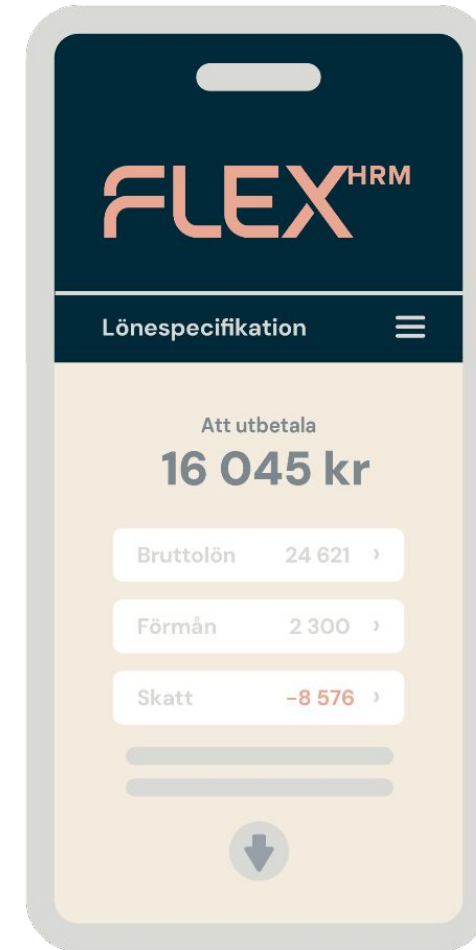 FLEX HRM
Lönespecifikation
Att utbetala
16 045 kr
Bruttolön 24 621 ›
Förmån 2 300 ›
Skatt -8 576 ›